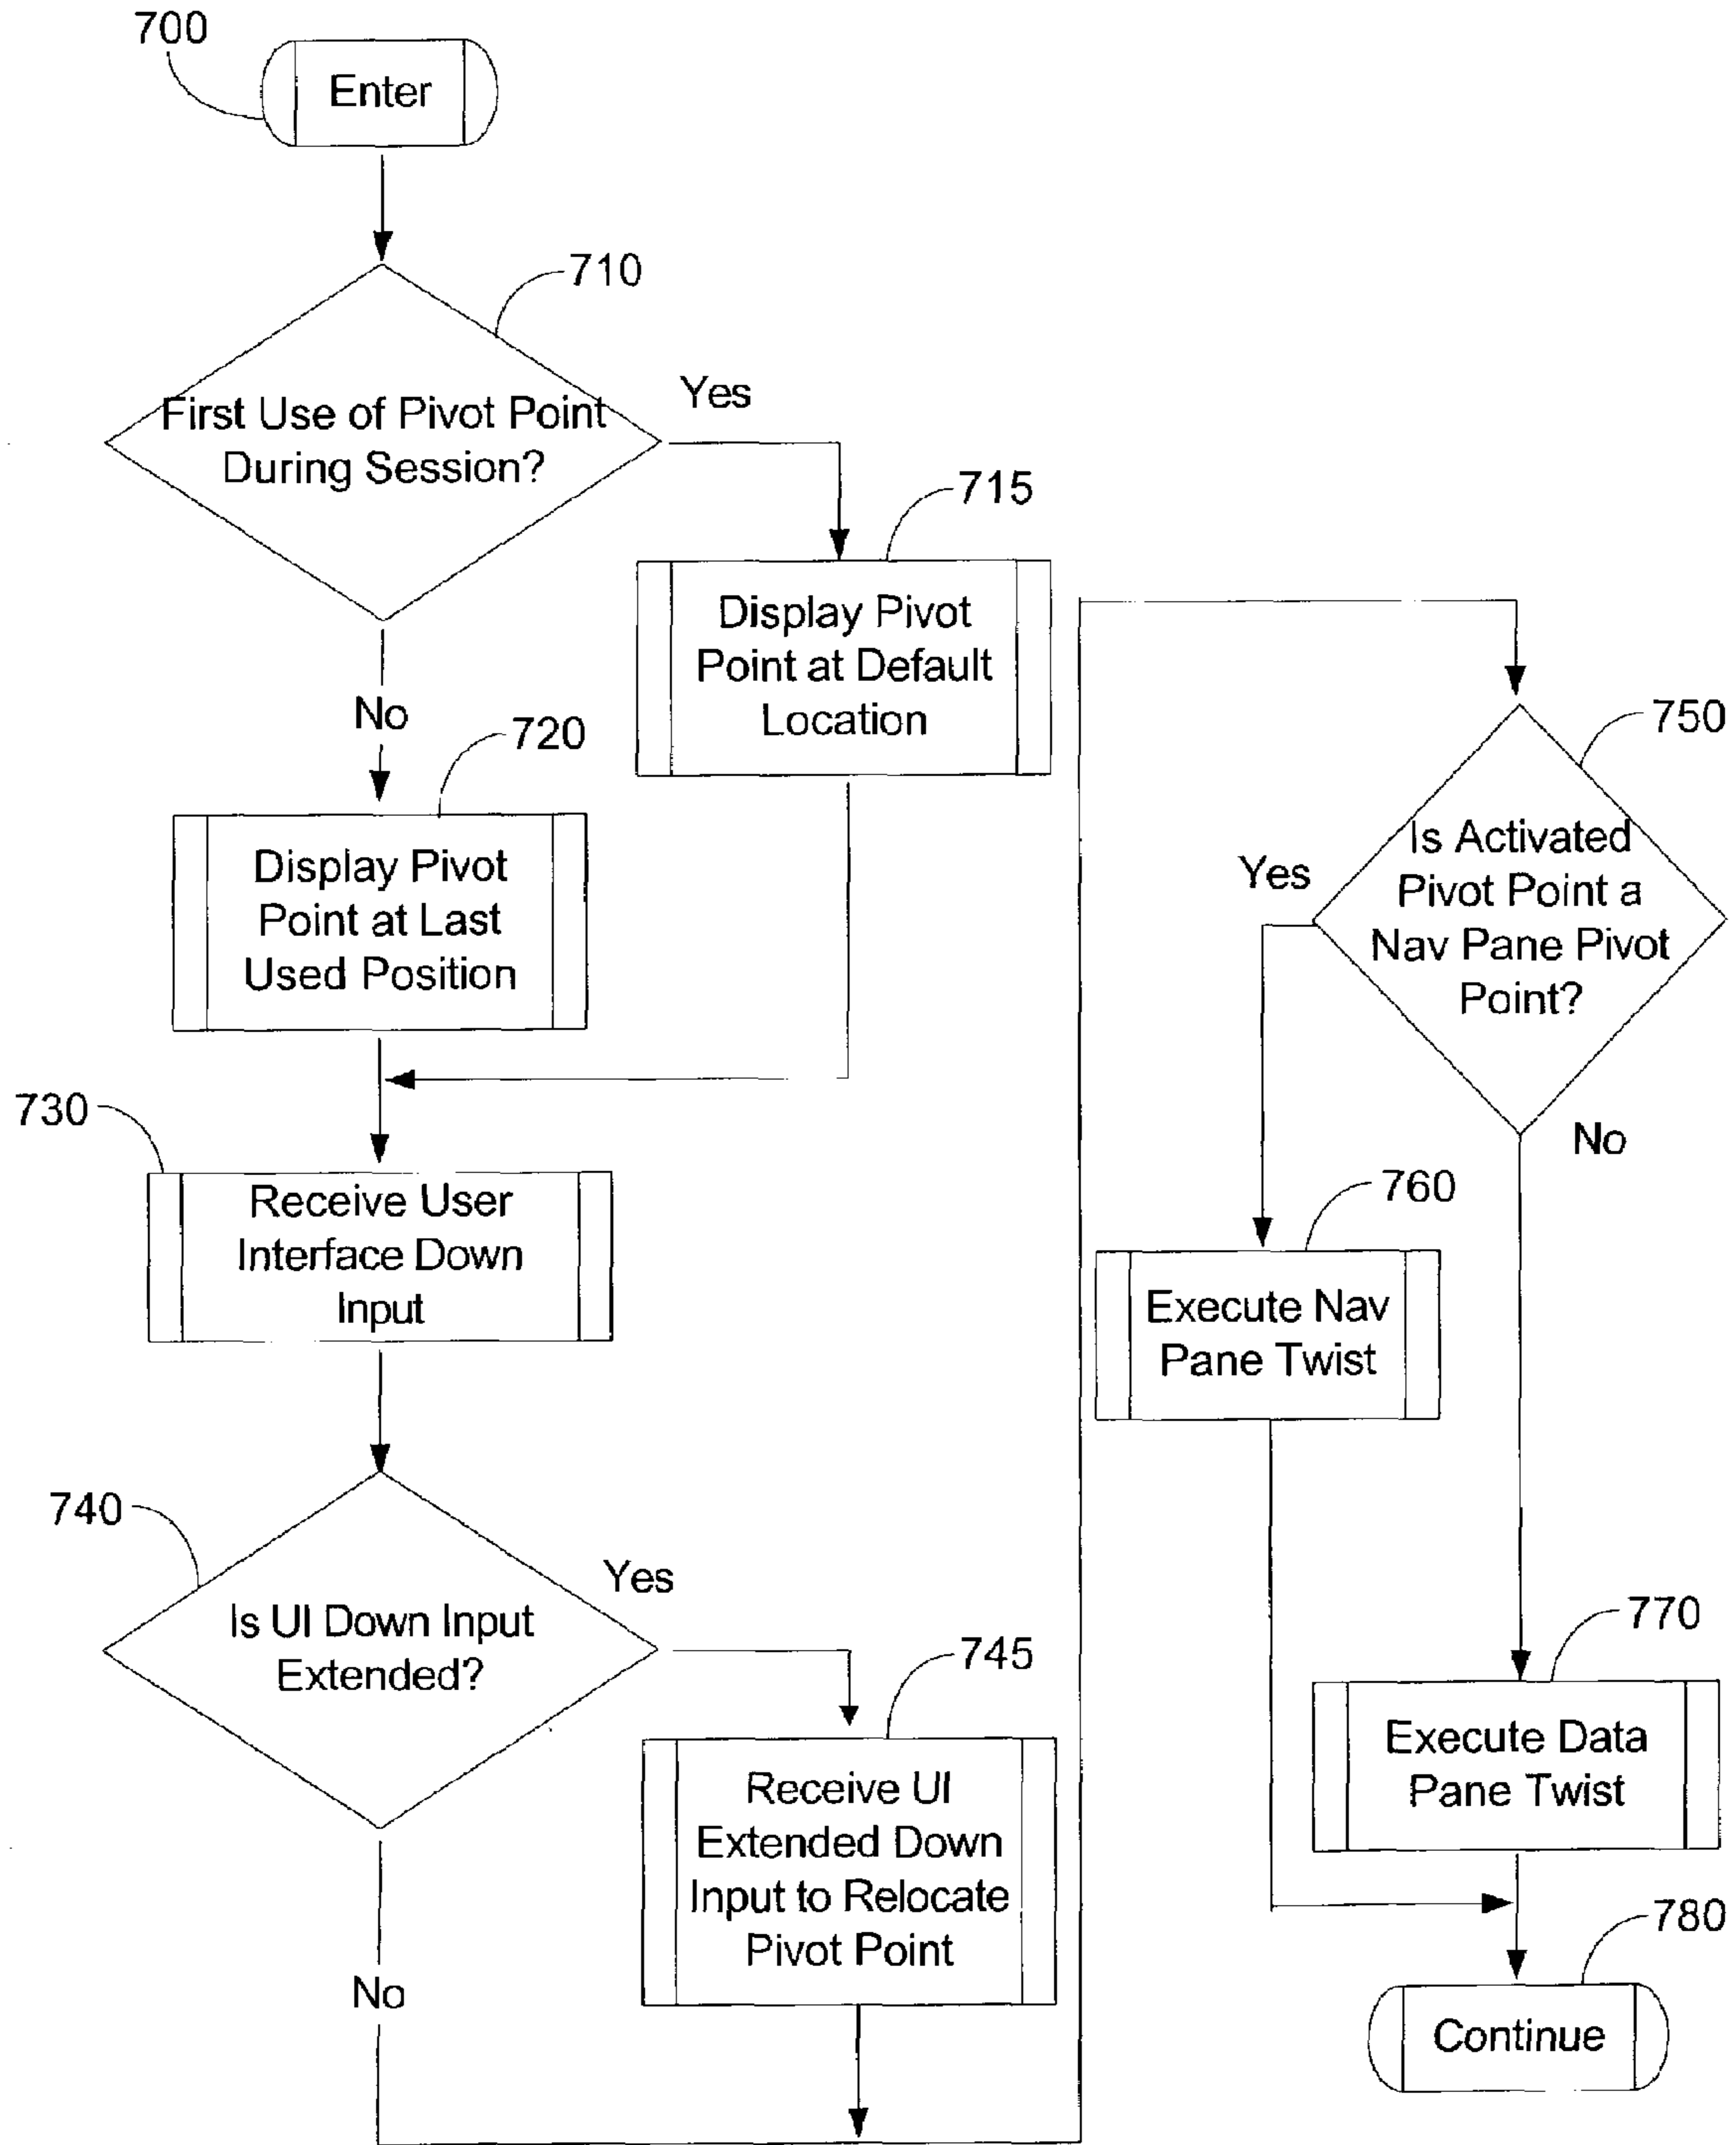 700
Enter
710
First Use of Pivot Point
During Session?
Yes
No
715
Display Pivot
Point at Default
Location
720
Display Pivot
Point at Last
Used Position
730
Receive User
Interface Down
Input
740
Is UI Down Input
Extended?
Yes
No
745
Receive UI
Extended Down
Input to Relocate
Pivot Point
750
Is Activated
Pivot Point a
Nav Pane Pivot
Point?
Yes
No
760
Execute Nav
Pane Twist
770
Execute Data
Pane Twist
780
Continue